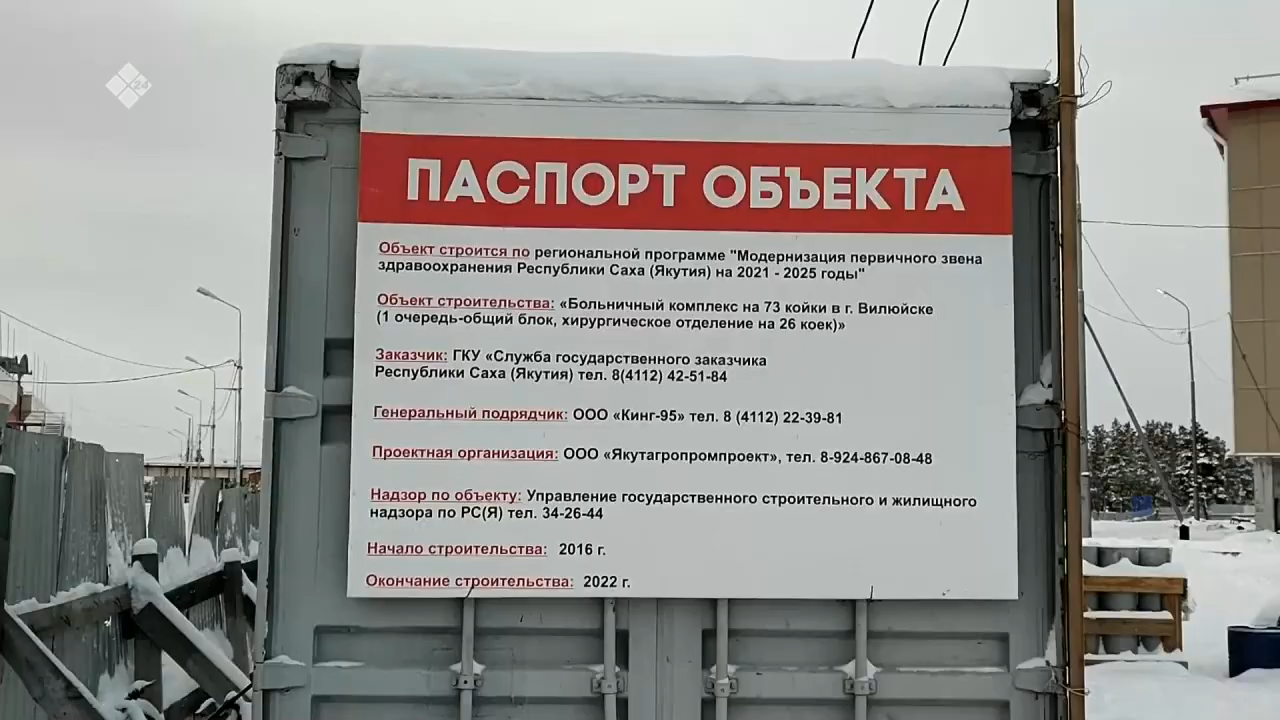 24
ПАСПОРТ ОБЪЕКТА
Объект строится по региональной программе "Модернизация первичного звена
здравоохранения Республики Саха (Якутия) на 2021 - 2025 годы"
Объект строительства: «Больничный комплекс на 73 койки в г. Вилюйске
(1 очередь-общий блок, хирургическое отделение на 26 коек)»
Заказчик: ГКУ «Служба государственного заказчика
Республики Саха (Якутия) тел. 8(4112) 42-51-84
Генеральный подрядчик: ООО «Кинг-95» тел. 8 (4112) 22-39-81
Проектная организация: ООО «Якутагропромпроект», тел. 8-924-867-08-48
Надзор по объекту: Управление государственного строительного и жилищного
надзора по РС(Я) тел. 34-26-44
Начало строительства: 2016 г.
Окончание строительства: 2022 г.